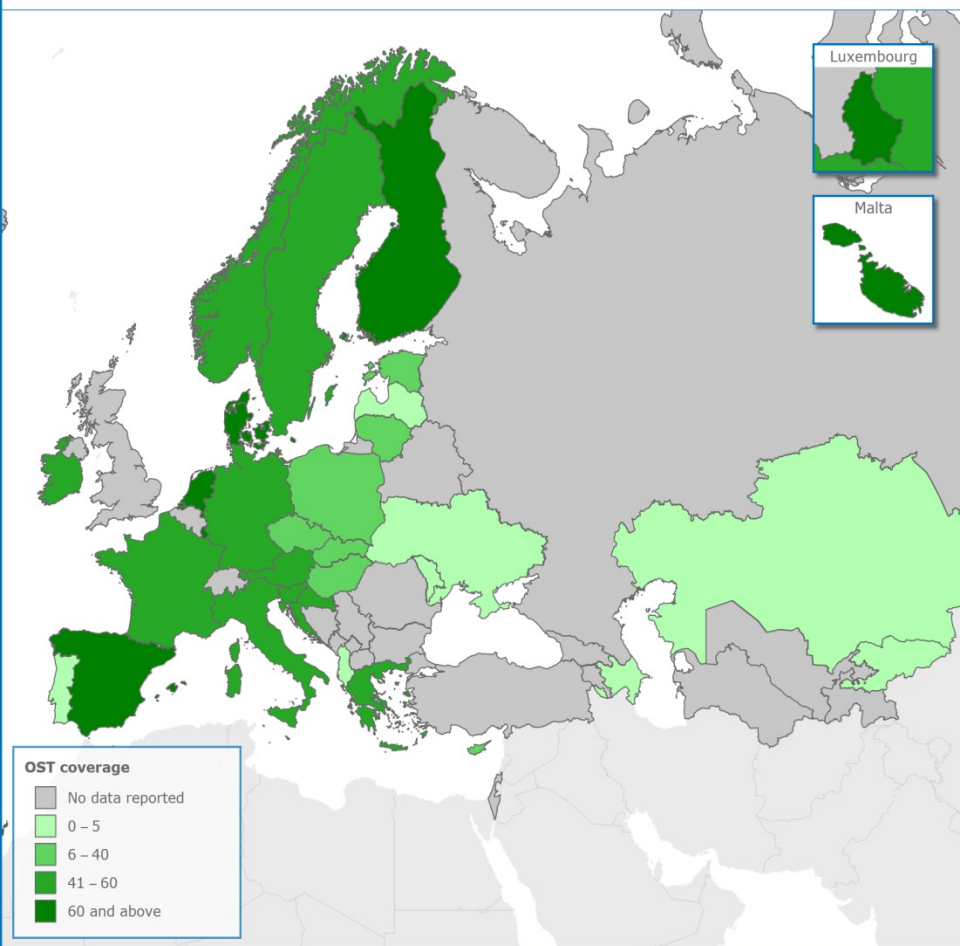 Luxembourg
Malta
OST coverage
No data reported
0 – 5
6 – 40
41 – 60
60 and above